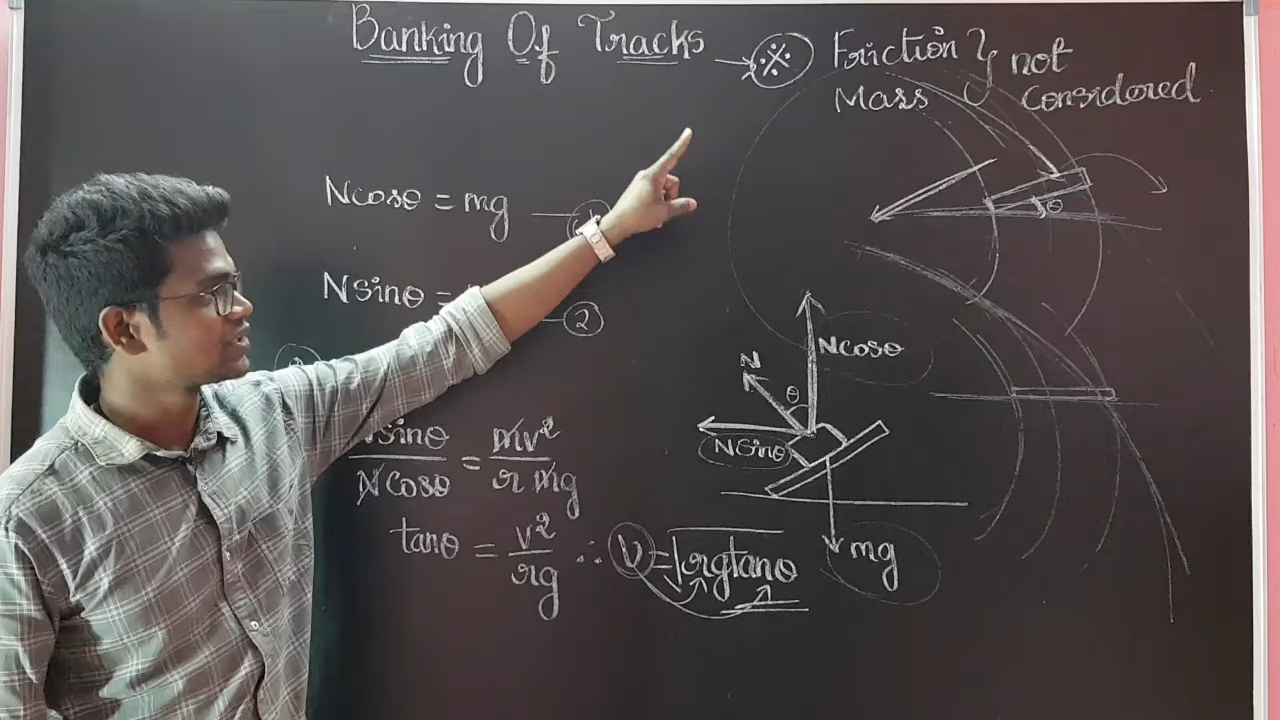 Banking Of Tracks → ※ Friction } not
Mass considered
Ncosθ = mg
Nsinθ =
2
Nsinθ / Ncosθ = mv² / rmg
tanθ = v² / rg ∴ V = √rgtanθ
θ
Ncosθ
N
θ
Nsinθ
mg